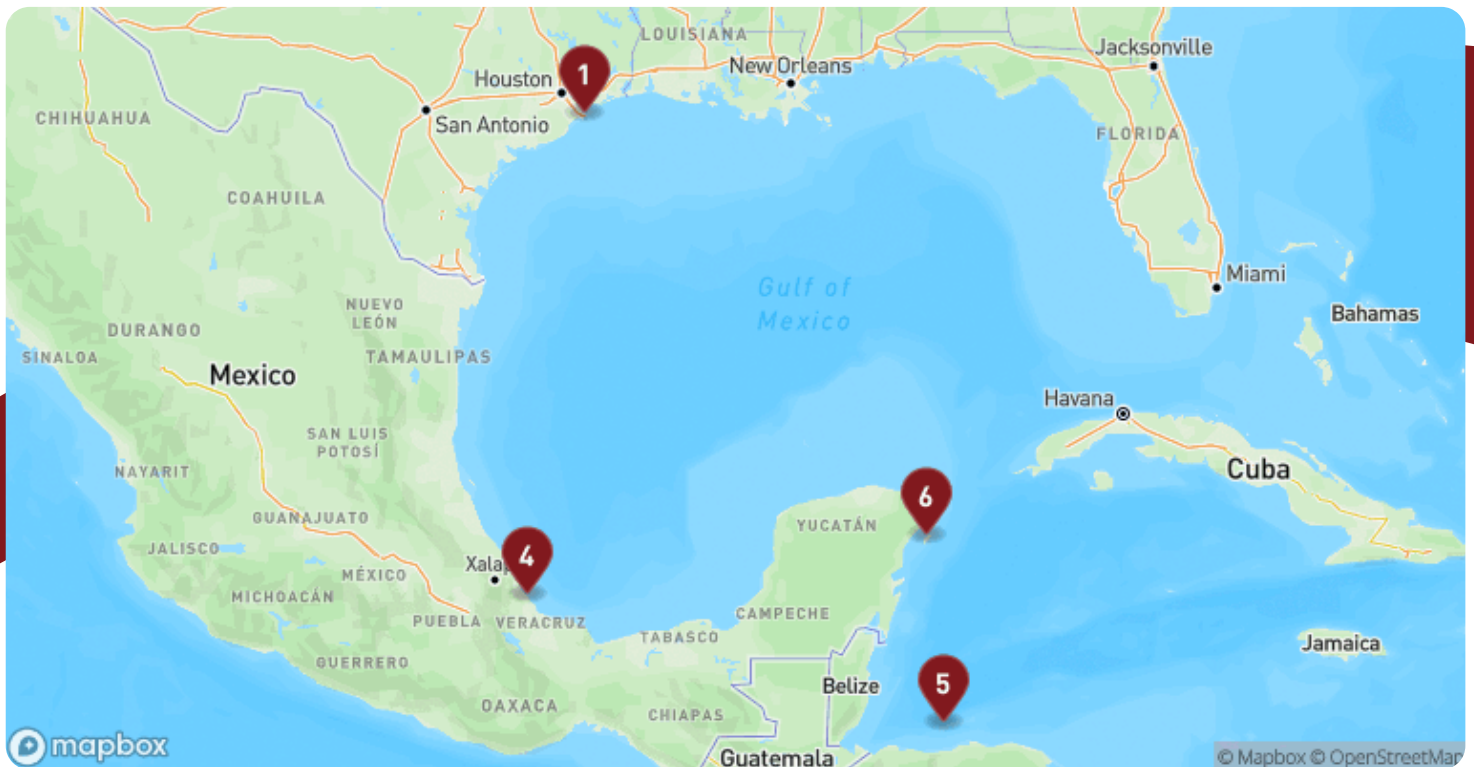 LOUISIANA
Jacksonville
New Orleans
Houston
1
CHIHUAHUA
San Antonio
FLORIDA
COAHUILA
Gulf of
Mexico
Miami
NUEVO
LEÓN
Bahamas
DURANGO
SINALOA
TAMAULIPAS
Mexico
Havana
SAN LUIS
POTOSÍ
NAYARIT
Cuba
6
GUANAJUATO
YUCATÁN
JALISCO
4
Xalap
MÉXICO
MICHOACÁN
PUEBLA
VERACRUZ
CAMPECHE
TABASCO
Jamaica
GUERRERO
5
Belize
OAXACA
CHIAPAS
mapbox
Guatemala
© Mapbox © OpenStreetMap